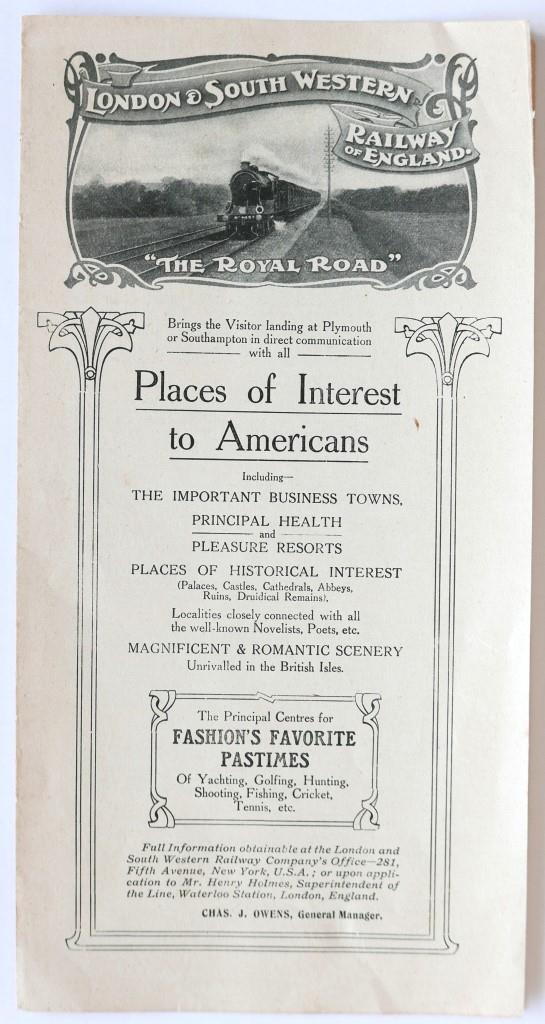 LONDON & SOUTH WESTERN
RAILWAY
OF ENGLAND.
"THE ROYAL ROAD"
Brings the Visitor landing at Plymouth
or Southampton in direct communication
with all
Places of Interest
to Americans
Including—
THE IMPORTANT BUSINESS TOWNS,
PRINCIPAL HEALTH
and
PLEASURE RESORTS
PLACES OF HISTORICAL INTEREST
(Palaces, Castles, Cathedrals, Abbeys,
Ruins, Druidical Remains),
Localities closely connected with all
the well-known Novelists, Poets, etc.
MAGNIFICENT & ROMANTIC SCENERY
Unrivalled in the British Isles.
The Principal Centres for
FASHION'S FAVORITE
PASTIMES
Of Yachting, Golfing, Hunting,
Shooting, Fishing, Cricket,
Tennis, etc.
Full Information obtainable at the London and
South Western Railway Company's Office—281,
Fifth Avenue, New York, U.S.A.; or upon appli-
cation to Mr. Henry Holmes, Superintendent of
the Line, Waterloo Station, London, England.
CHAS. J. OWENS, General Manager.